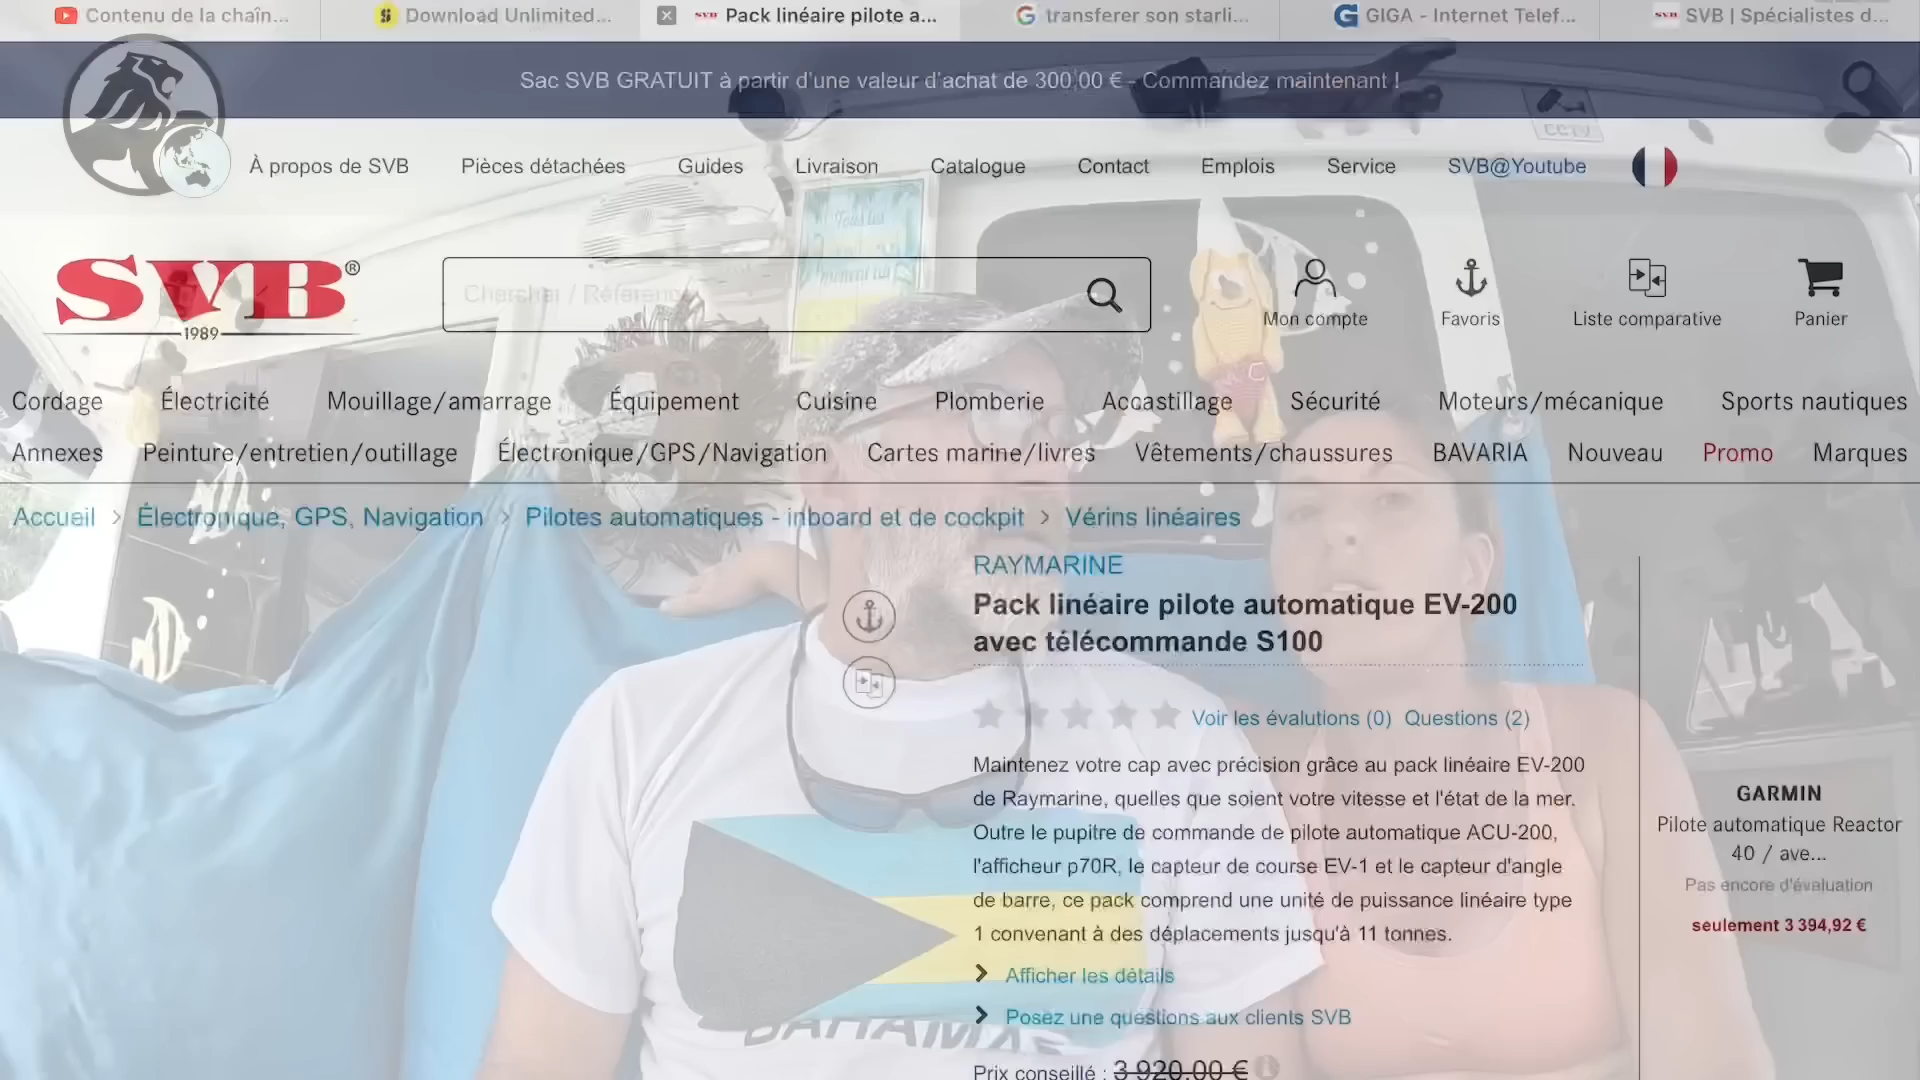 Contenu de la chaîn...
Download Unlimited...
Pack linéaire pilote a...
transferer son starli...
GIGA - Internet Telef...
SVB | Spécialistes d...
Sac SVB GRATUIT à partir d'une valeur d'achat de 300,00 € - Commandez maintenant !
CCTV
À propos de SVB Pièces détachées Guides Livraison Catalogue Contact Emplois Service SVB@Youtube
SVB®
1989
Chercher / Référence
Mon compte Favoris Liste comparative Panier
Cordage Électricité Mouillage/amarrage Équipement Cuisine Plomberie Accastillage Sécurité Moteurs/mécanique Sports nautiques
Annexes Peinture/entretien/outillage Électronique/GPS/Navigation Cartes marine/livres Vêtements/chaussures BAVARIA Nouveau Promo Marques
Accueil > Électronique, GPS, Navigation > Pilotes automatiques - inboard et de cockpit > Vérins linéaires
RAYMARINE
Pack linéaire pilote automatique EV-200
avec télécommande S100
Voir les évalutions (0) Questions (2)
Maintenez votre cap avec précision grâce au pack linéaire EV-200
de Raymarine, quelles que soient votre vitesse et l'état de la mer.
Outre le pupitre de commande de pilote automatique ACU-200,
l'afficheur p70R, le capteur de course EV-1 et le capteur d'angle
de barre, ce pack comprend une unité de puissance linéaire type
1 convenant à des déplacements jusqu'à 11 tonnes.
Afficher les détails
Posez une questions aux clients SVB
Prix conseillé : 3 920,00 €
GARMIN
Pilote automatique Reactor
40 / ave...
Pas encore d'évaluation
seulement 3 394,92 €
BAHAMAS